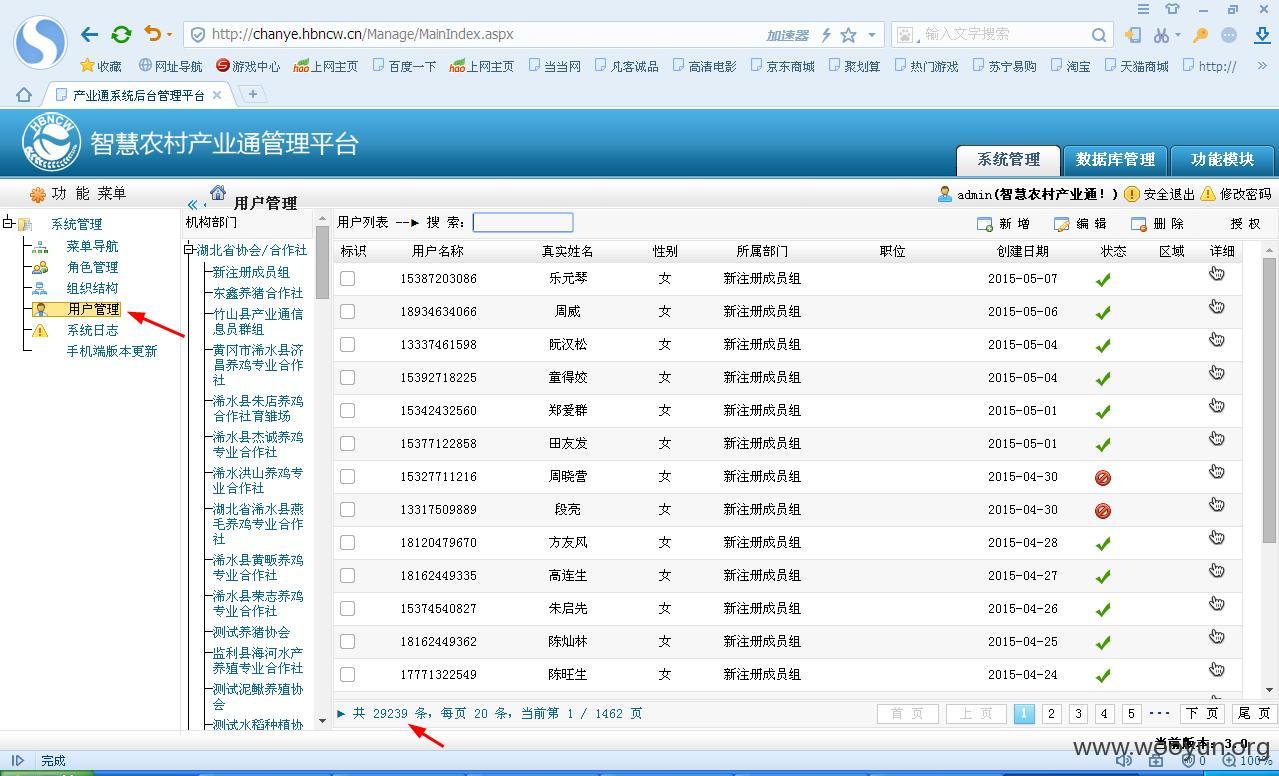 http://chanye.hbncw.cn/Manage/MainIndex.aspx 加速器 输入文字搜索
收藏 网址导航 游戏中心 上网主页 百度一下 上网主页 当当网 凡客诚品 高清电影 京东商城 聚划算 热门游戏 苏宁易购 淘宝 天猫商城 http://
产业通系统后台管理平台
HBNCW 智慧农村产业通管理平台
系统管理 数据库管理 功能模块
功 能 菜单 用户管理 admin(智慧农村产业通!) 安全退出 修改密码
系统管理
菜单导航
角色管理
组织结构
用户管理
系统日志
手机端版本更新
机构部门
湖北省协会/合作社
新注册成员组
东鑫养猪合作社
竹山县产业通信
息员群组
黄冈市浠水县济
昌养鸡专业合作
社
浠水县朱店养鸡
合作社育雏场
浠水县杰诚养鸡
专业合作社
浠水洪山养鸡专
业合作社
湖北省浠水县燕
毛养鸡专业合作
社
浠水县黄畈养鸡
专业合作社
浠水县荣志养鸡
专业合作社
测试养猪协会
监利县海河水产
养殖专业合作社
测试泥鳅养殖协
会
测试水稻种植协
用户列表 --▶ 搜 索: 新 增 编 辑 删 除 授 权
标识 用户名称 真实姓名 性别 所属部门 职位 创建日期 状态 区域 详细
15387203086 乐元琴 女 新注册成员组 2015-05-07
18934634066 周威 女 新注册成员组 2015-05-06
13337461598 阮汉松 女 新注册成员组 2015-05-04
15392718225 童得姣 女 新注册成员组 2015-05-04
15342432560 郑爱群 女 新注册成员组 2015-05-01
15377122858 田友发 女 新注册成员组 2015-05-01
15327711216 周晓营 女 新注册成员组 2015-04-30
13317509889 段亮 女 新注册成员组 2015-04-30
18120479670 方友风 女 新注册成员组 2015-04-28
18162449335 高连生 女 新注册成员组 2015-04-27
15374540827 朱启先 女 新注册成员组 2015-04-26
18162449362 陈灿林 女 新注册成员组 2015-04-25
17771322549 陈旺生 女 新注册成员组 2015-04-24
共 29239 条, 每页 20 条, 当前第 1 / 1462 页 首 页 上 页 1 2 3 4 5 ... 下 页 尾 页
当前版本: 3.0
www.wooyun.org
完成 0 100%